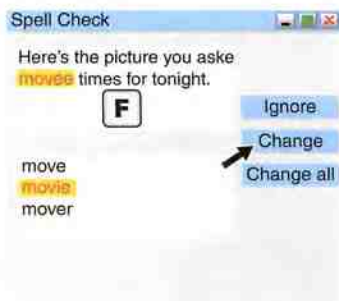 Spell Check
Here's the picture you aske
movee times for tonight.
F
Ignore
Change
Change all
move
movie
mover